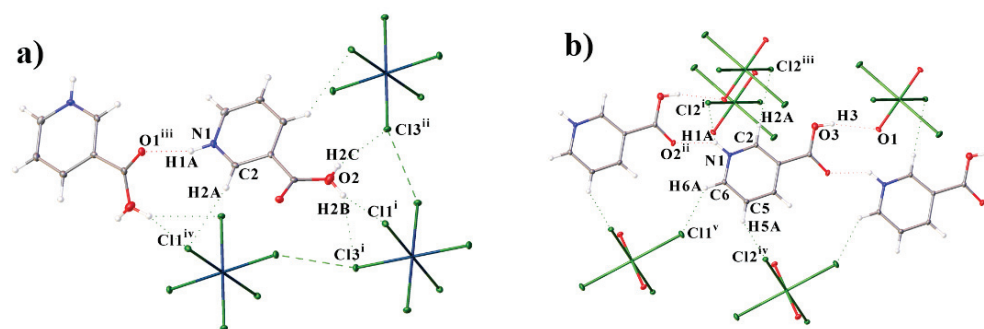 a)
Cl3ⁱⁱ
O1ⁱⁱⁱ
N1
H1A
C2
H2C
O2
H2A
H2B
Cl1ⁱ
Cl1ⁱᵛ
Cl3ⁱ
b)
Cl2ⁱⁱⁱ
Cl2ⁱ
H2A
H3
H1A
C2
O3
O1
O2ⁱⁱ
N1
H6A
C6
C5
H5A
Cl1ᵛ
Cl2ⁱᵛ